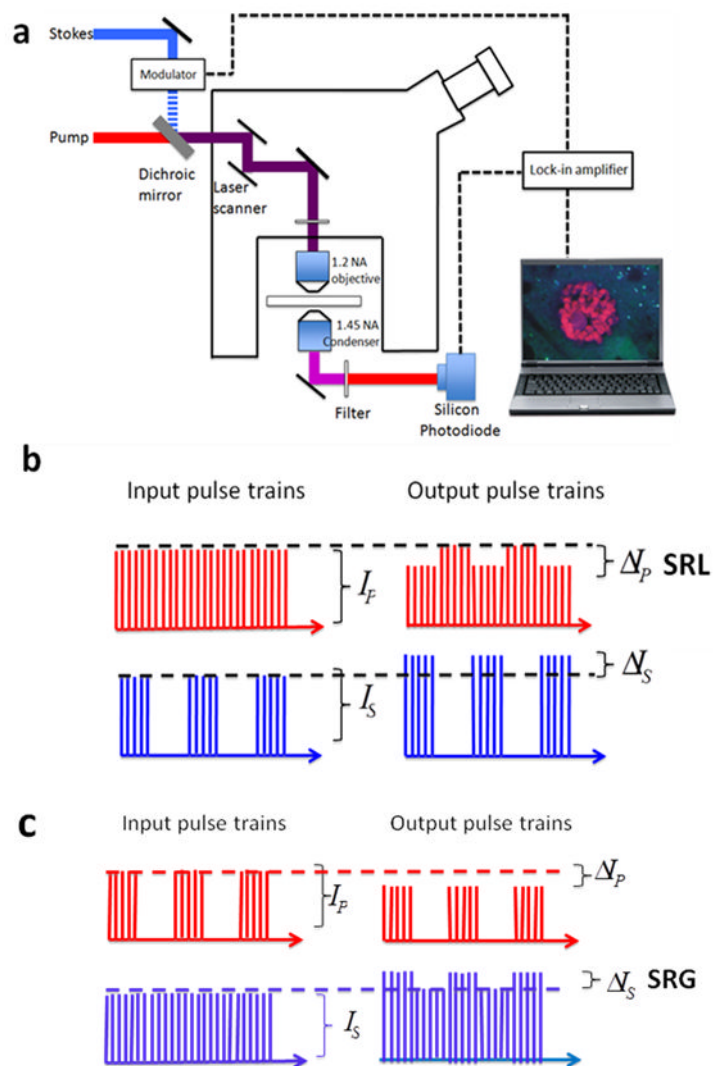 a
Stokes
Modulator
Pump
Dichroic
mirror
Laser
scanner
Lock-in amplifier
1.2 NA
objective
1.45 NA
Condenser
Filter
Silicon
Photodiode
b
Input pulse trains
Output pulse trains
I_P
ΔI_P SRL
I_S
ΔI_S
c
Input pulse trains
Output pulse trains
I_P
ΔI_P
I_S
ΔI_S SRG